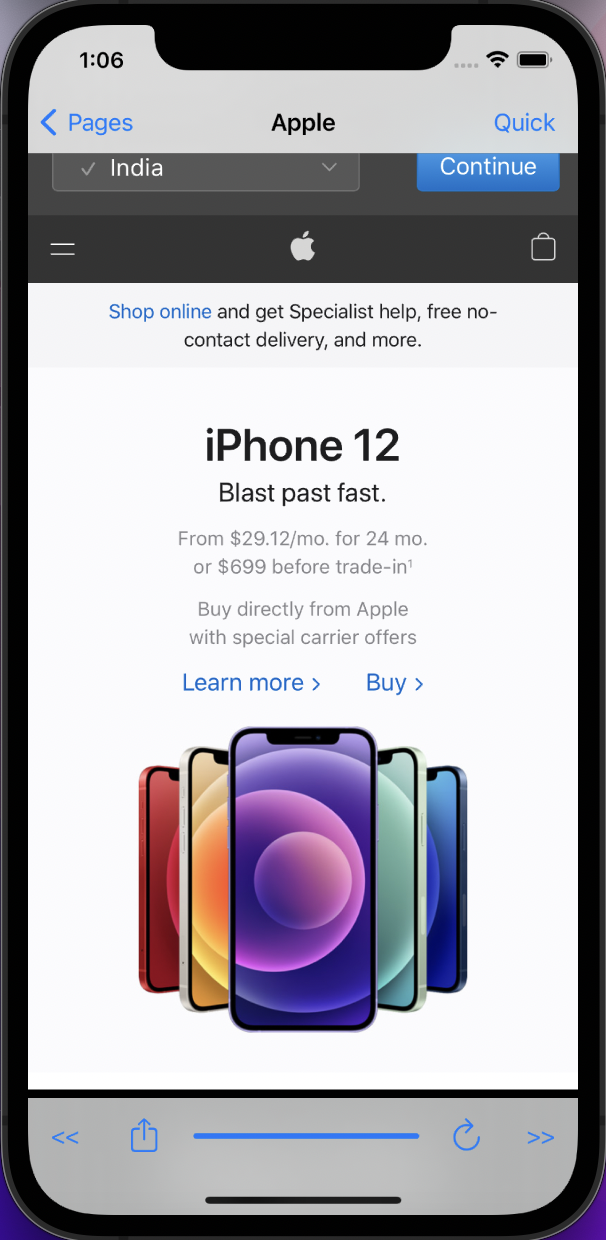 1:06
Pages Apple Quick
India Continue
Shop online and get Specialist help, free no-
contact delivery, and more.
iPhone 12
Blast past fast.
From $29.12/mo. for 24 mo.
or $699 before trade-in¹
Buy directly from Apple
with special carrier offers
Learn more > Buy >
<< >>